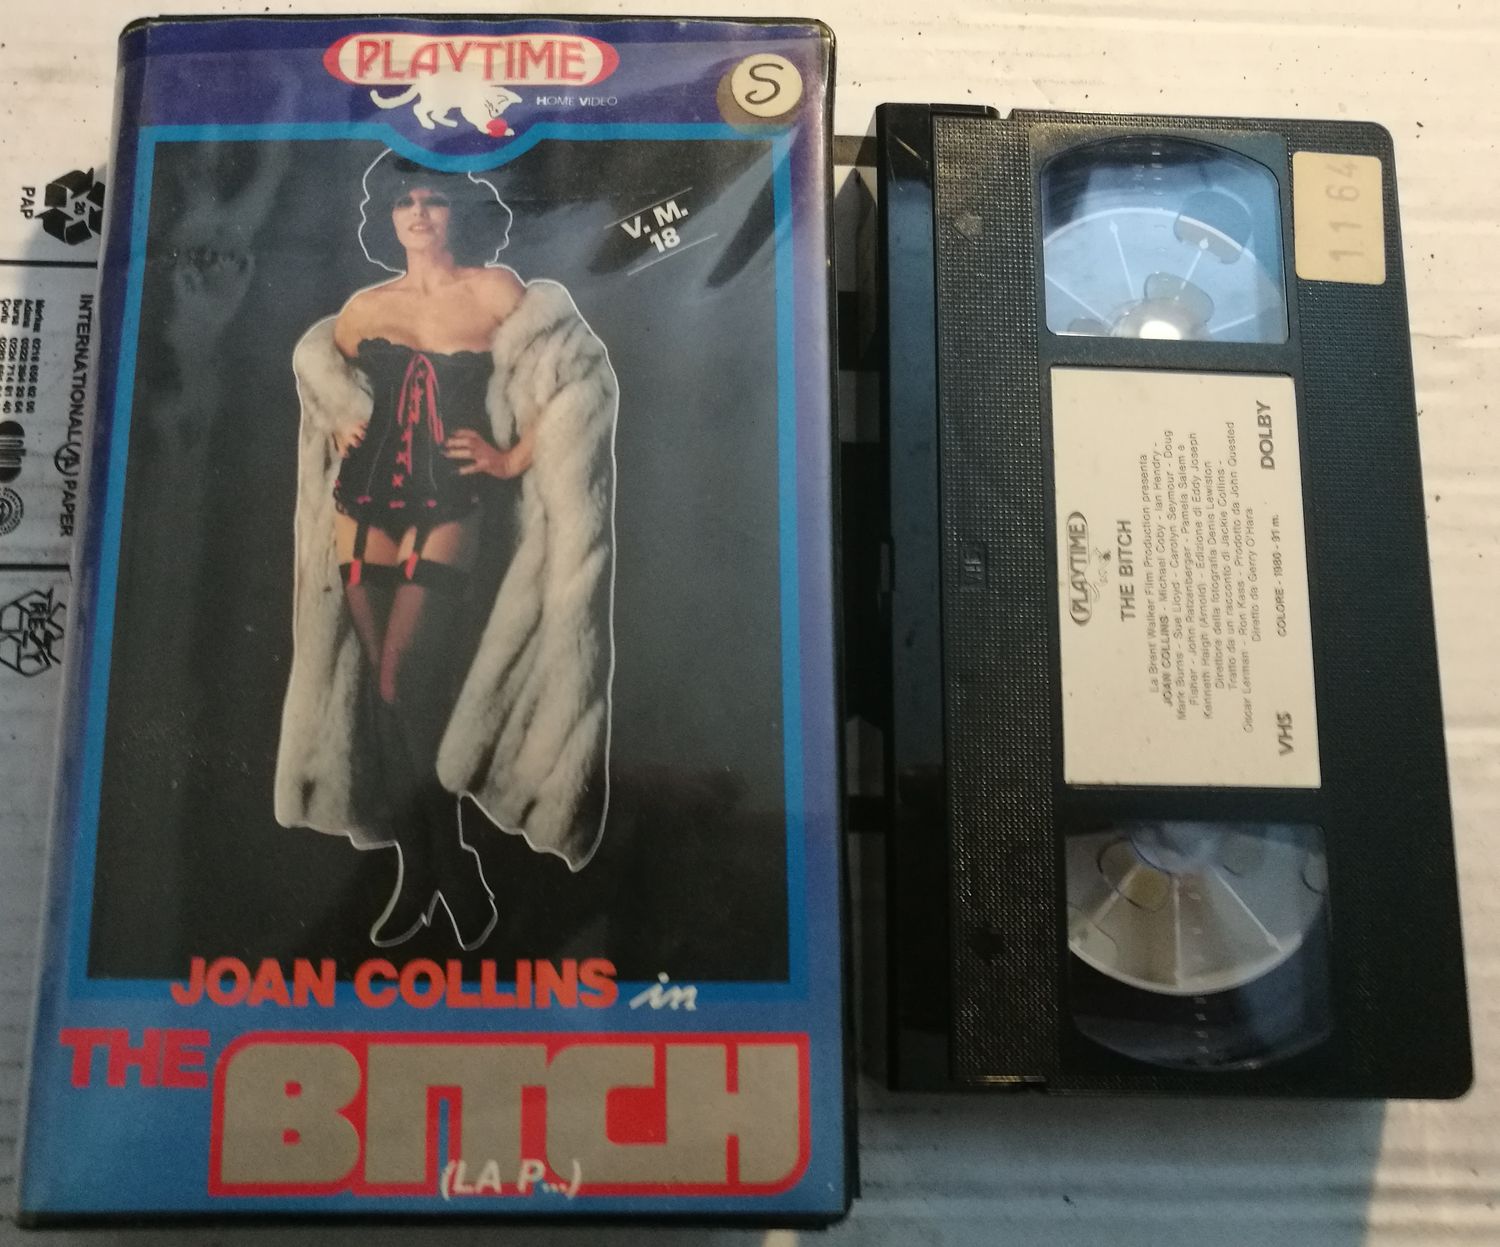 PLAYTIME
HOME VIDEO
S
V. M.
18
JOAN COLLINS in
THE BITCH
(LA P...)
20
PAP
INTERNATIONAL PAPER
RESY
1164
VHS
PLAYTIME
THE BITCH
La Brent Walker Film Production presenta
JOAN COLLINS - Michael Coby - Ian Hendry -
Mark Burns - Sue Lloyd - Carolyn Seymour - Doug
Fisher - John Ratzenberger - Pamela Salem e
Kenneth Haigh (Arnold) - Edizione di Eddy Joseph
Direttore della fotografia Denis Lewiston
Tratto da un racconto di Jackie Collins -
Oscar Lerman - Ron Kass - Prodotto da John Quested
Diretto da Gerry O'Hara
VHS COLORE - 1980 - 91 m. DOLBY